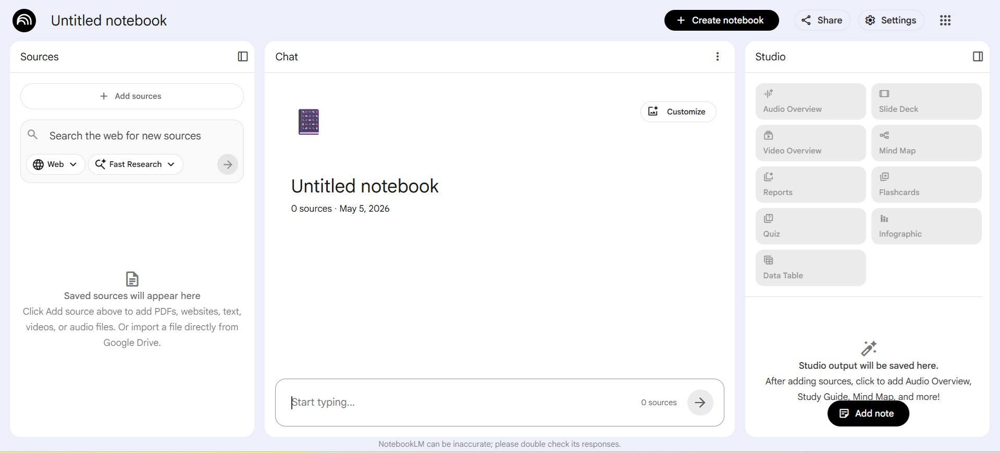 Untitled notebook
Create notebook
Share
Settings
Sources
Add sources
Search the web for new sources
Web
Fast Research
Saved sources will appear here
Click Add source above to add PDFs, websites, text,
videos, or audio files. Or import a file directly from
Google Drive.
Chat
Customize
Untitled notebook
0 sources · May 5, 2026
Start typing...
0 sources
Studio
Audio Overview
Slide Deck
Video Overview
Mind Map
Reports
Flashcards
Quiz
Infographic
Data Table
Studio output will be saved here.
After adding sources, click to add Audio Overview,
Study Guide, Mind Map, and more!
Add note
NotebookLM can be inaccurate; please double check its responses.